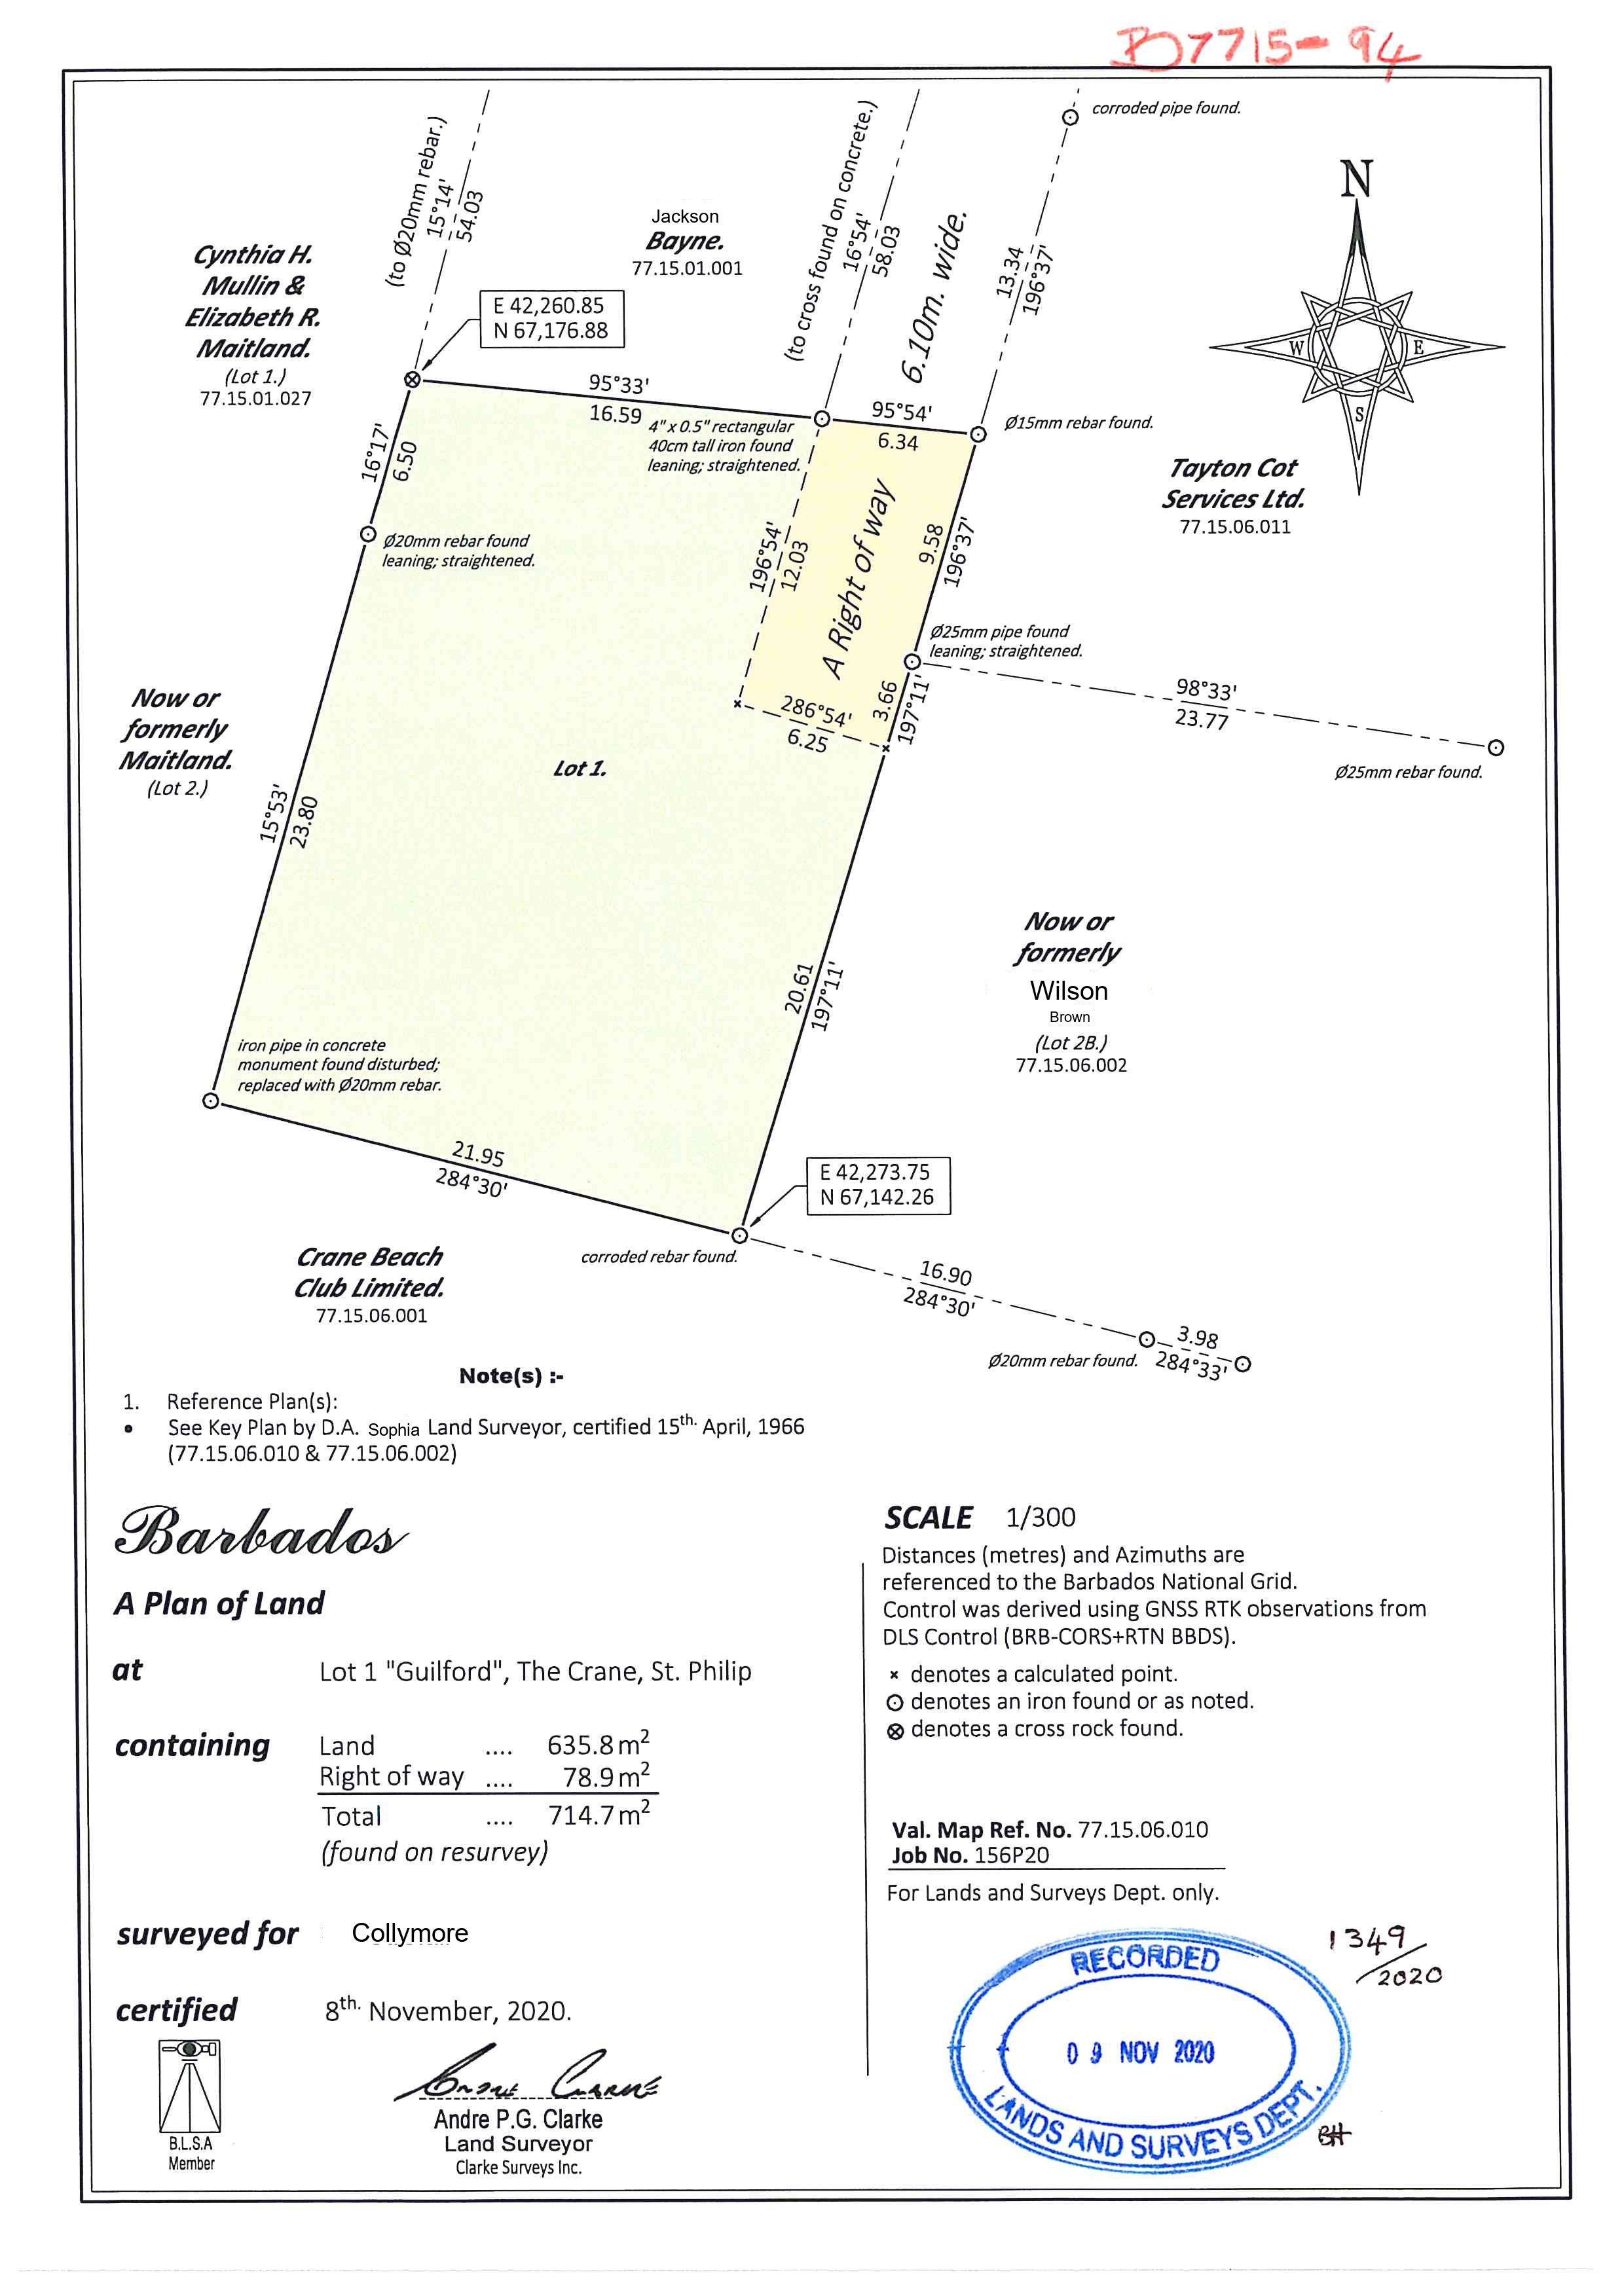 B7715-94
corroded pipe found.
(to Ø20mm rebar.)
15°14'
54.03
(to cross found on concrete.)
16°54'
58.03
6.10m. wide.
13.34
196°37'
N
W
E
S
Jackson
Bayne.
77.15.01.001
Cynthia H.
Mullin &
Elizabeth R.
Maitland.
(Lot 1.)
77.15.01.027
E 42,260.85
N 67,176.88
95°33'
16.59
4" x 0.5" rectangular
40cm tall iron found
leaning; straightened.
95°54'
6.34
Ø15mm rebar found.
Tayton Cot
Services Ltd.
77.15.06.011
16°17'
6.50
Ø20mm rebar found
leaning; straightened.
196°54'
12.03
A Right of way
9.58
196°37'
Ø25mm pipe found
leaning; straightened.
98°33'
23.77
Ø25mm rebar found.
286°54'
6.25
3.66
197°11'
Now or
formerly
Maitland.
(Lot 2.)
Lot 1.
15°53'
23.80
Now or
formerly
Wilson
Brown
(Lot 2B.)
77.15.06.002
20.61
197°11'
iron pipe in concrete
monument found disturbed;
replaced with Ø20mm rebar.
21.95
284°30'
E 42,273.75
N 67,142.26
Crane Beach
Club Limited.
77.15.06.001
corroded rebar found.
16.90
284°30'
Ø20mm rebar found.
3.98
284°33'
Note(s) :-
1. Reference Plan(s):
• See Key Plan by D.A. Sophia Land Surveyor, certified 15th. April, 1966
(77.15.06.010 & 77.15.06.002)
Barbados
A Plan of Land
at Lot 1 "Guilford", The Crane, St. Philip
containing Land .... 635.8 m²
Right of way .... 78.9 m²
Total .... 714.7 m²
(found on resurvey)
surveyed for Collymore
certified 8th. November, 2020.
B.L.S.A
Member
Andre P.G. Clarke
Land Surveyor
Clarke Surveys Inc.
SCALE 1/300
Distances (metres) and Azimuths are
referenced to the Barbados National Grid.
Control was derived using GNSS RTK observations from
DLS Control (BRB-CORS+RTN BBDS).
× denotes a calculated point.
⊙ denotes an iron found or as noted.
⊗ denotes a cross rock found.
Val. Map Ref. No. 77.15.06.010
Job No. 156P20
For Lands and Surveys Dept. only.
RECORDED
09 NOV 2020
LANDS AND SURVEYS DEPT.
1349/2020